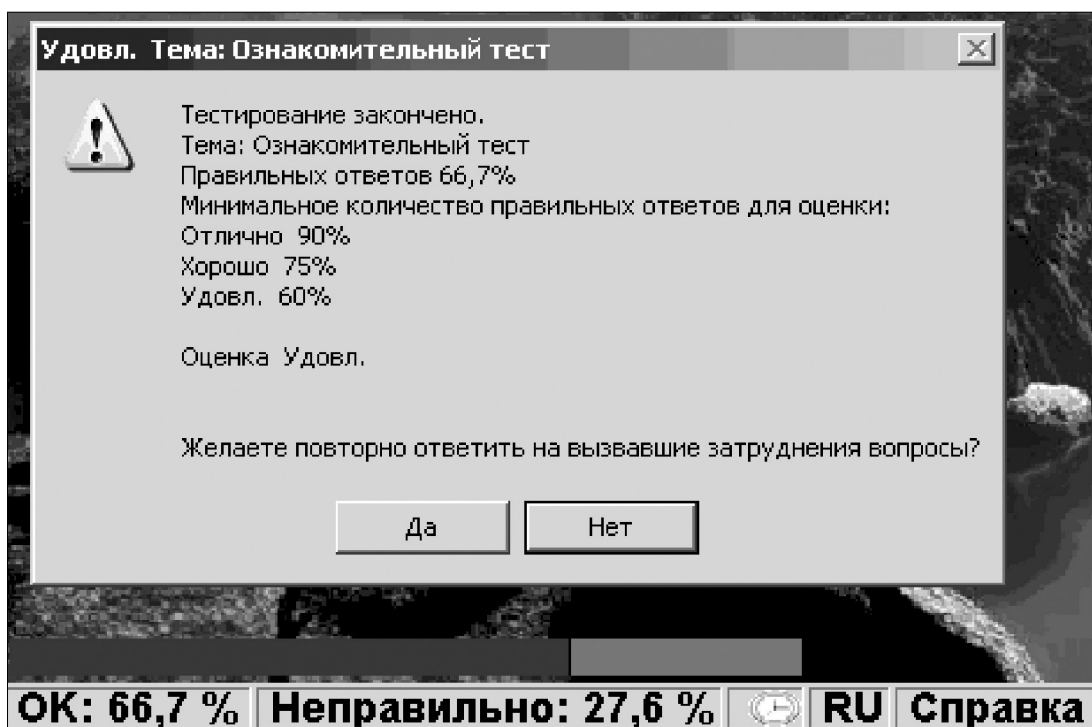 Удовл. Тема: Ознакомительный тест
Тестирование закончено.
Тема: Ознакомительный тест
Правильных ответов 66,7%
Минимальное количество правильных ответов для оценки:
Отлично 90%
Хорошо 75%
Удовл. 60%
Оценка Удовл.
Желаете повторно ответить на вызвавшие затруднения вопросы?
Да Нет
OK: 66,7 % Неправильно: 27,6 % RU Справка